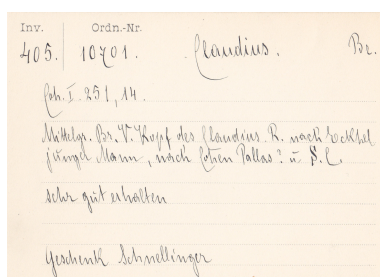 Inv. Ordn.-Nr.
405. 10701. Claudius. Br.
Coh. I. 251, 14.
Mittelgr. Br. V. Kopf des Claudius R. nach Eckhel
junger Mann, nach Cohen Pallas? u S. C.
sehr gut erhalten
Geschenk Schnellinger